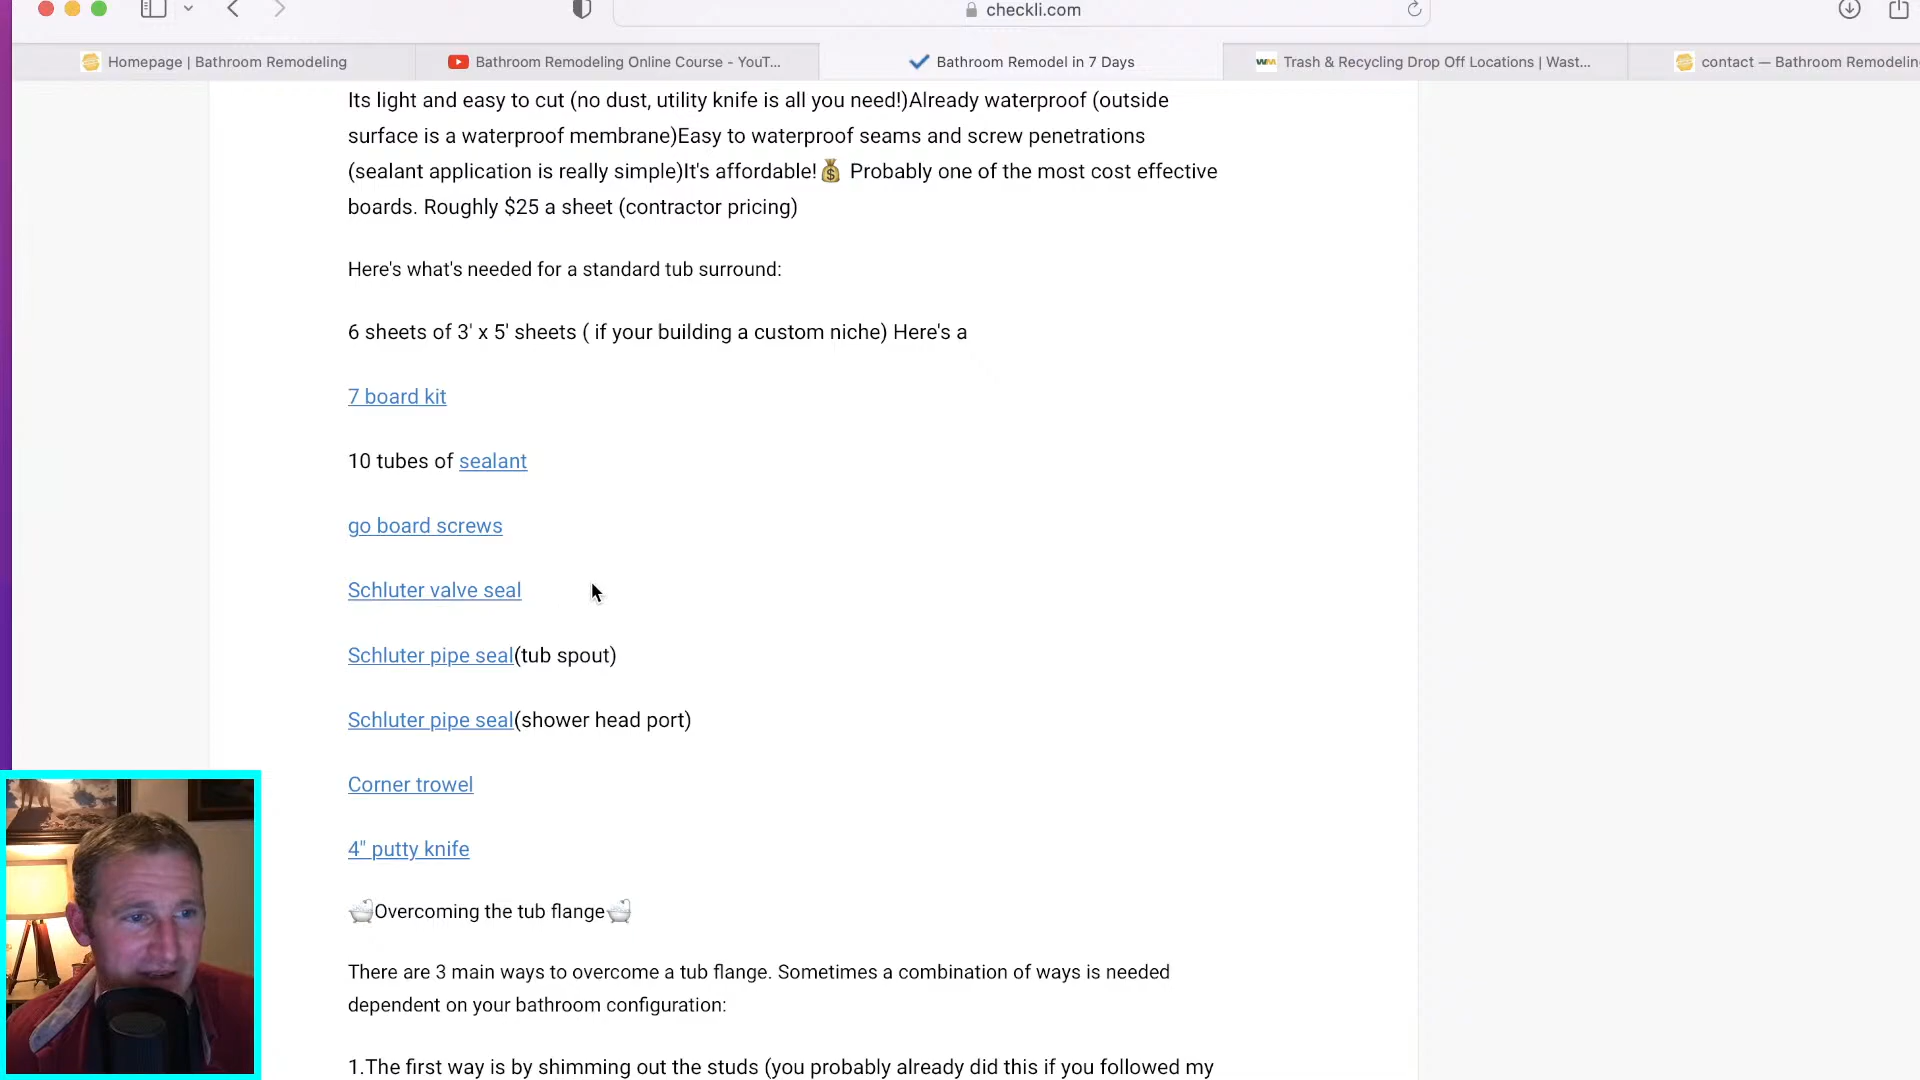 checkli.com
Homepage | Bathroom Remodeling
Bathroom Remodeling Online Course - YouT...
Bathroom Remodel in 7 Days
Trash & Recycling Drop Off Locations | Wast...
contact — Bathroom Remodelin
Its light and easy to cut (no dust, utility knife is all you need!)Already waterproof (outside
surface is a waterproof membrane)Easy to waterproof seams and screw penetrations
(sealant application is really simple)It's affordable!💰 Probably one of the most cost effective
boards. Roughly $25 a sheet (contractor pricing)
Here's what's needed for a standard tub surround:
6 sheets of 3' x 5' sheets ( if your building a custom niche) Here's a
7 board kit
10 tubes of sealant
go board screws
Schluter valve seal
Schluter pipe seal(tub spout)
Schluter pipe seal(shower head port)
Corner trowel
4" putty knife
🛁Overcoming the tub flange🛁
There are 3 main ways to overcome a tub flange. Sometimes a combination of ways is needed
dependent on your bathroom configuration:
1.The first way is by shimming out the studs (you probably already did this if you followed my